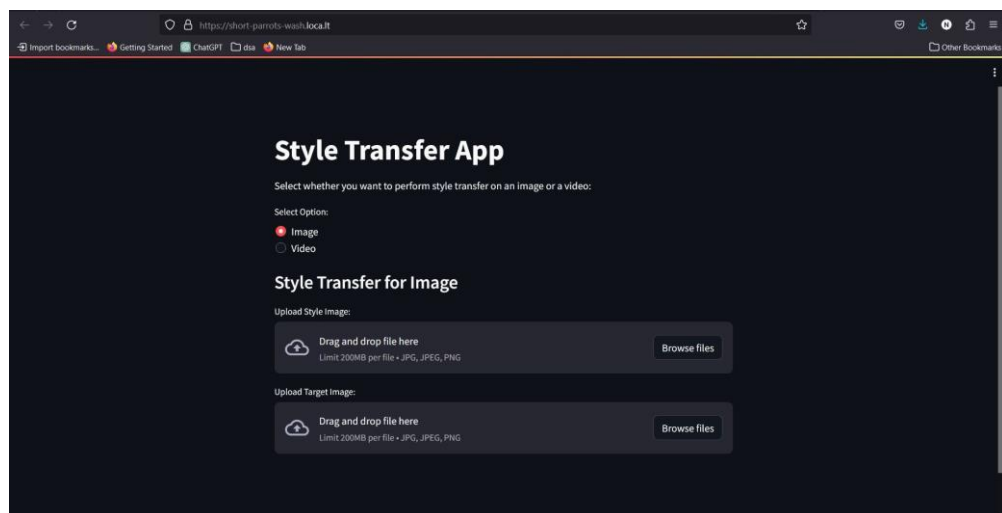 https://short-parrots-wash.loca.lt
Import bookmarks... Getting Started ChatGPT dsa New Tab Other Bookmarks
Style Transfer App
Select whether you want to perform style transfer on an image or a video:
Select Option:
Image
Video
Style Transfer for Image
Upload Style Image:
Drag and drop file here
Limit 200MB per file • JPG, JPEG, PNG
Browse files
Upload Target Image:
Drag and drop file here
Limit 200MB per file • JPG, JPEG, PNG
Browse files